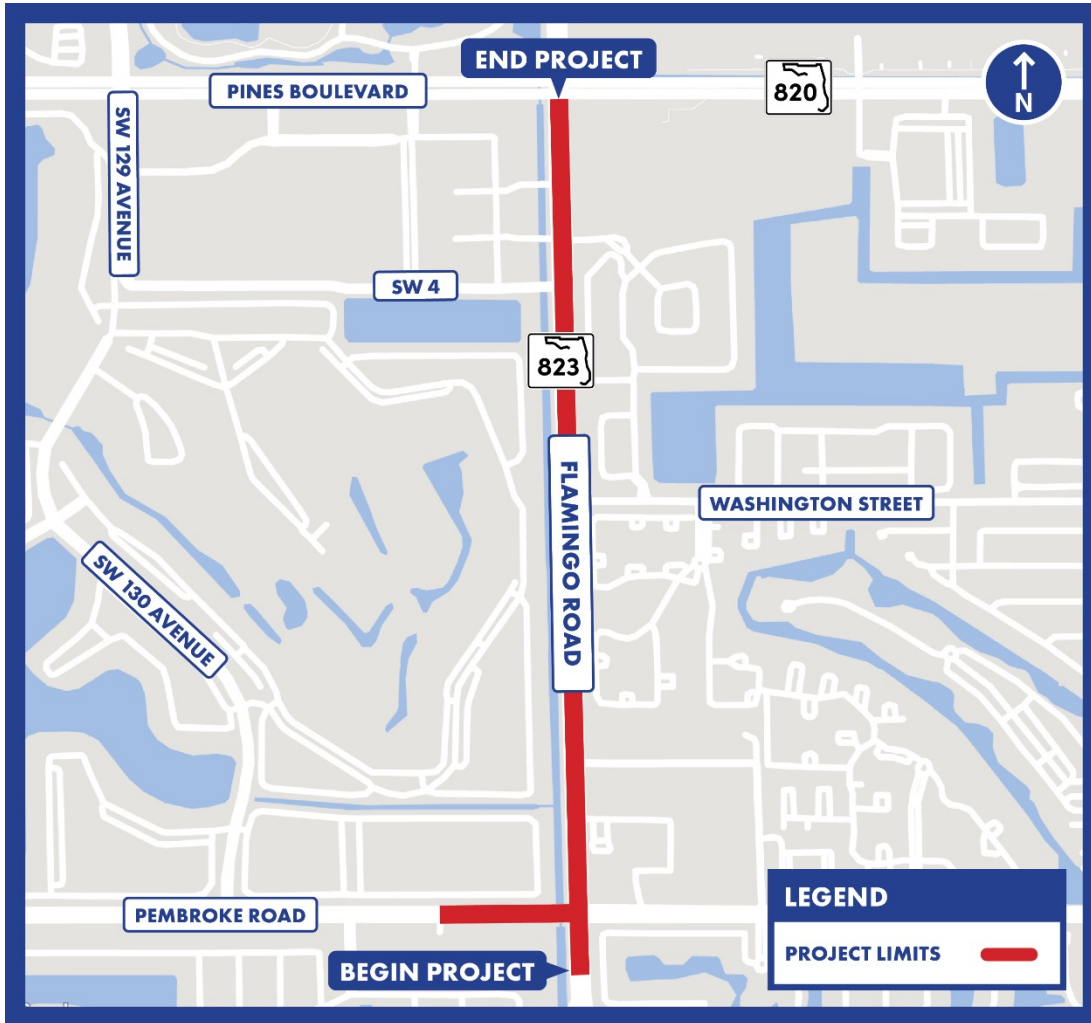 END PROJECT
PINES BOULEVARD
820
N
SW 129 AVENUE
SW 4
823
FLAMINGO ROAD
WASHINGTON STREET
SW 130 AVENUE
PEMBROKE ROAD
BEGIN PROJECT
LEGEND
PROJECT LIMITS